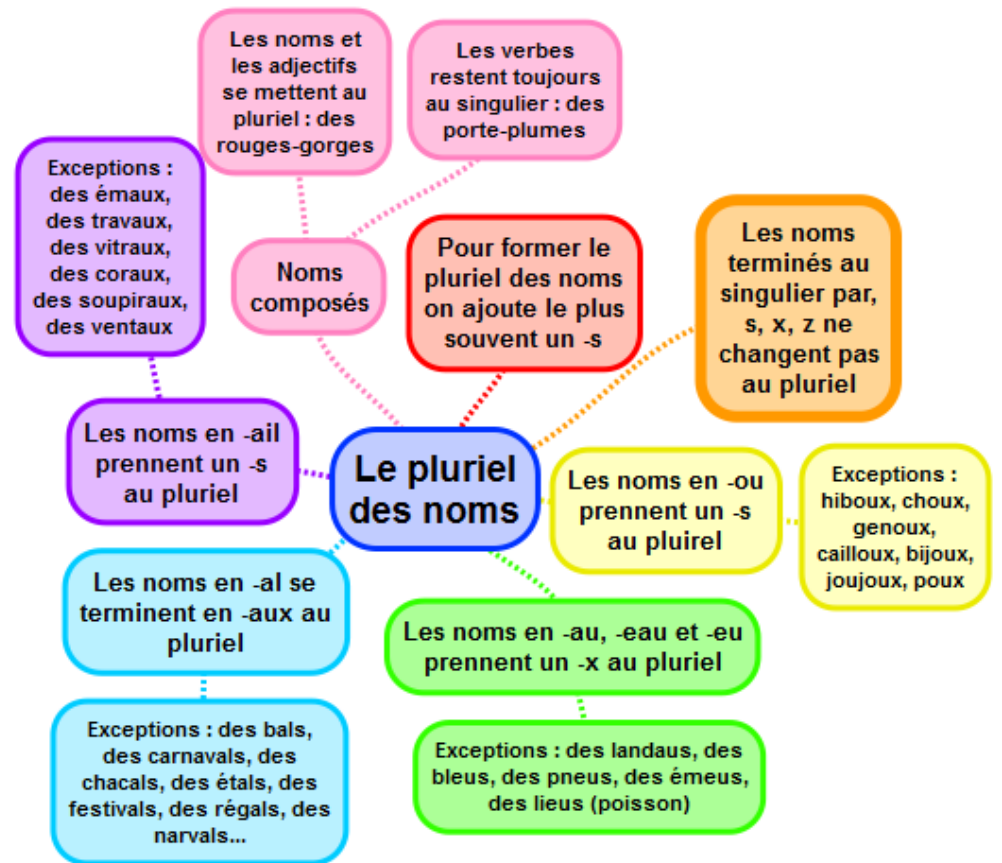 Les noms et
les adjectifs
se mettent au
pluriel : des
rouges-gorges
Les verbes
restent toujours
au singulier : des
porte-plumes
Exceptions :
des émaux,
des travaux,
des vitraux,
des coraux,
des soupiraux,
des ventaux
Noms
composés
Pour former le
pluriel des noms
on ajoute le plus
souvent un -s
Les noms
terminés au
singulier par,
s, x, z ne
changent pas
au pluriel
Les noms en -ail
prennent un -s
au pluriel
Le pluriel
des noms
Les noms en -ou
prennent un -s
au pluirel
Exceptions :
hiboux, choux,
genoux,
cailloux, bijoux,
joujoux, poux
Les noms en -al se
terminent en -aux au
pluriel
Les noms en -au, -eau et -eu
prennent un -x au pluriel
Exceptions : des bals,
des carnavals, des
chacals, des étals, des
festivals, des régals, des
narvals...
Exceptions : des landaus, des
bleus, des pneus, des émeus,
des lieus (poisson)